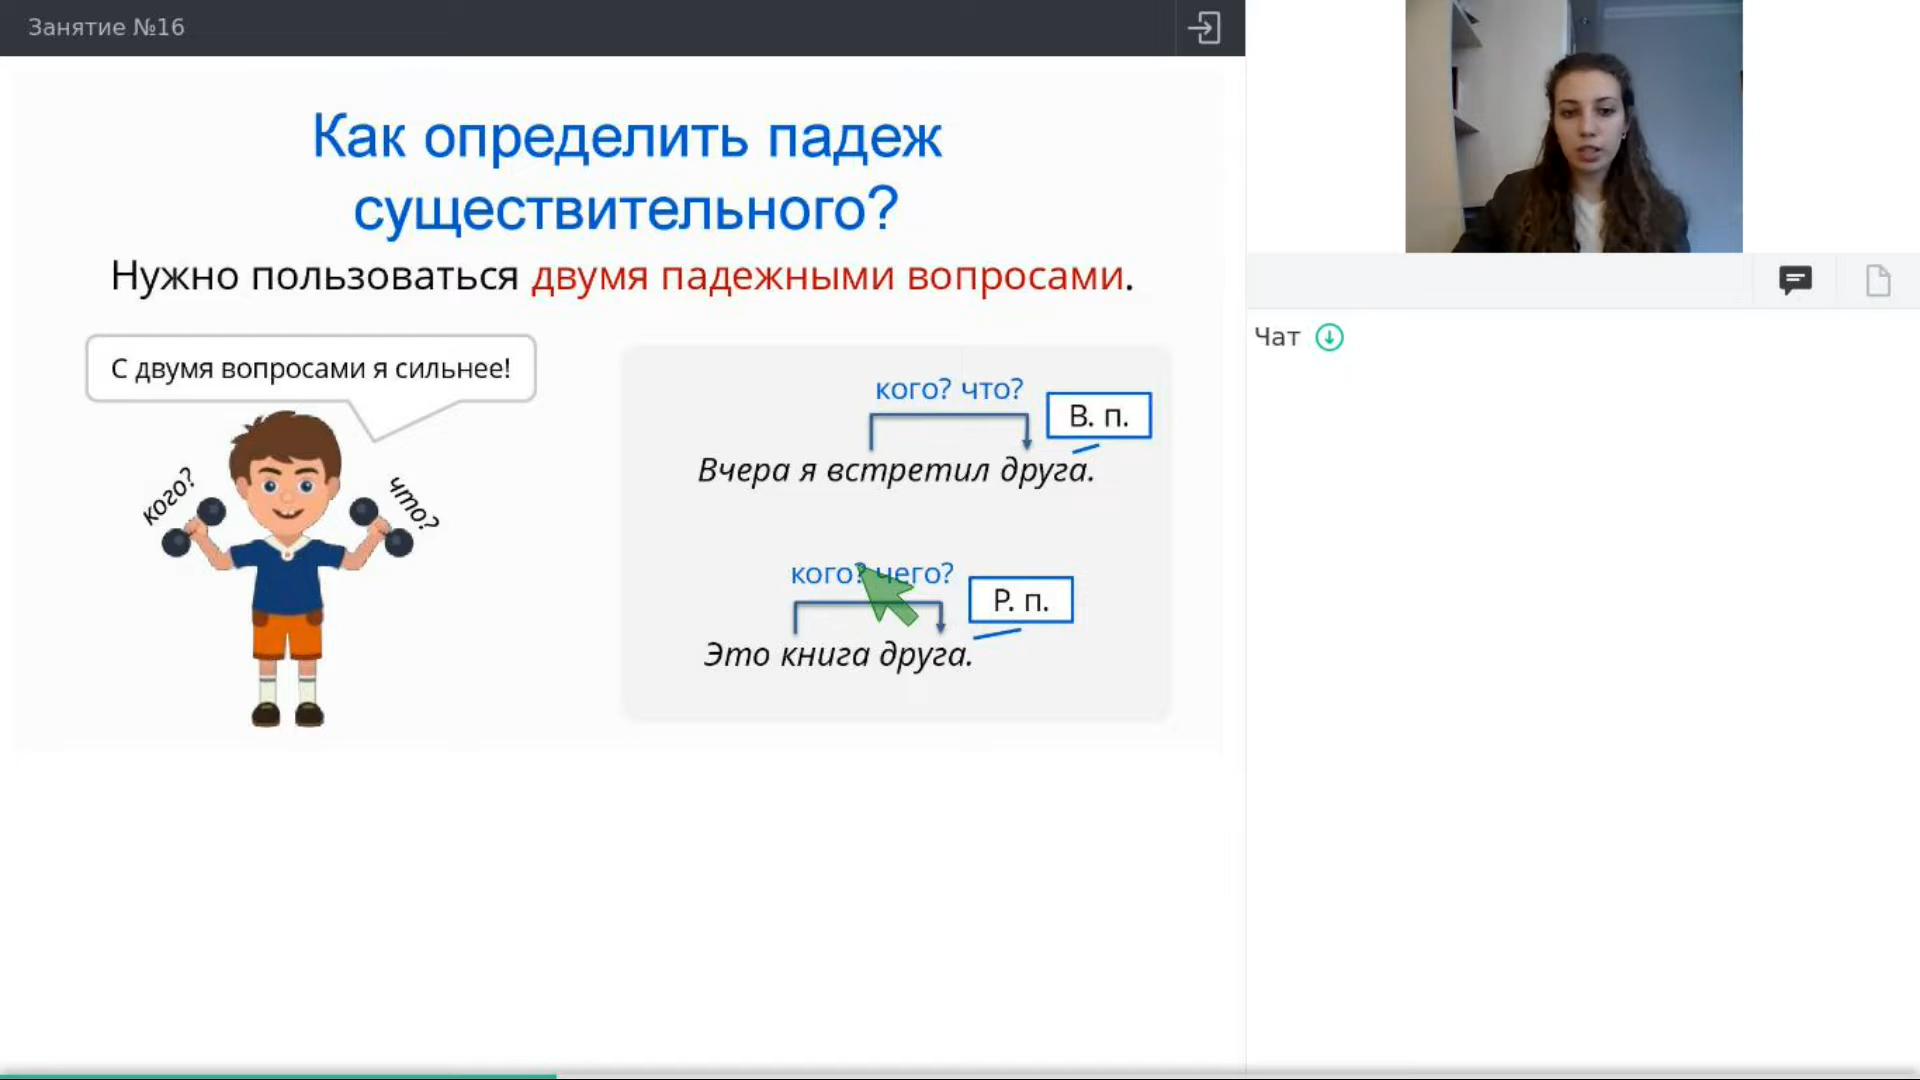 Занятие №16
Как определить падеж
существительного?
Нужно пользоваться двумя падежными вопросами.
С двумя вопросами я сильнее!
кого?
что?
кого? что?
В. п.
Вчера я встретил друга.
кого? чего?
Р. п.
Это книга друга.
Чат